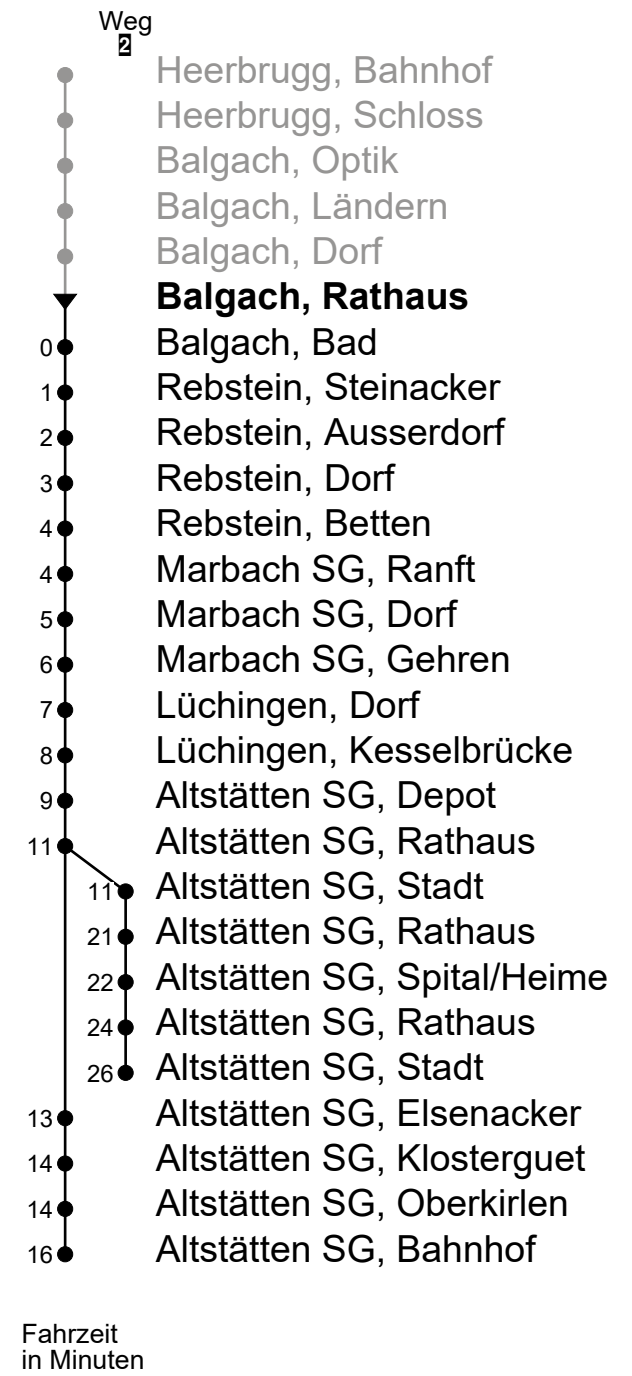 Weg
2
Heerbrugg, Bahnhof
Heerbrugg, Schloss
Balgach, Optik
Balgach, Ländern
Balgach, Dorf
Balgach, Rathaus
0 Balgach, Bad
1 Rebstein, Steinacker
2 Rebstein, Ausserdorf
3 Rebstein, Dorf
4 Rebstein, Betten
4 Marbach SG, Ranft
5 Marbach SG, Dorf
6 Marbach SG, Gehren
7 Lüchingen, Dorf
8 Lüchingen, Kesselbrücke
9 Altstätten SG, Depot
11 Altstätten SG, Rathaus
11 Altstätten SG, Stadt
21 Altstätten SG, Rathaus
22 Altstätten SG, Spital/Heime
24 Altstätten SG, Rathaus
26 Altstätten SG, Stadt
13 Altstätten SG, Elsenacker
14 Altstätten SG, Klosterguet
14 Altstätten SG, Oberkirlen
16 Altstätten SG, Bahnhof
Fahrzeit
in Minuten